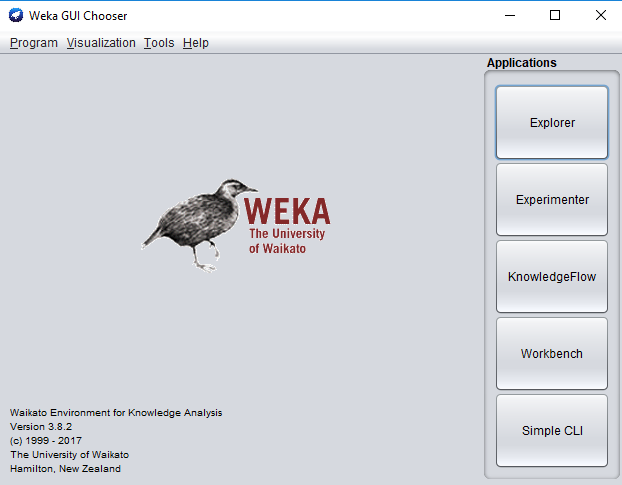 Weka GUI Chooser
Program Visualization Tools Help
Applications
Explorer
Experimenter
KnowledgeFlow
Workbench
Simple CLI
WEKA
The University
of Waikato
Waikato Environment for Knowledge Analysis
Version 3.8.2
(c) 1999 - 2017
The University of Waikato
Hamilton, New Zealand